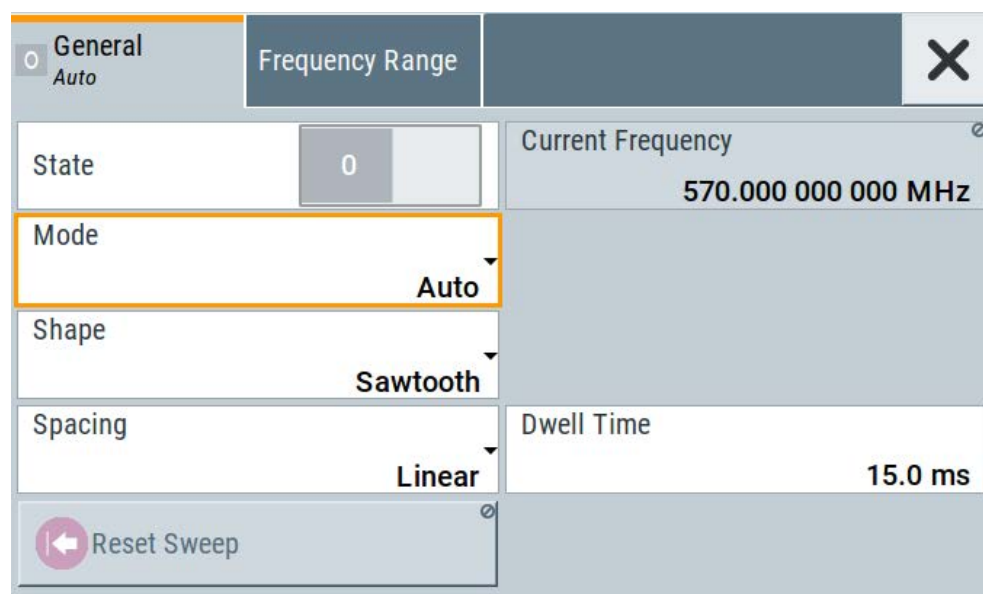 0 General
Auto
Frequency Range
State 0
Current Frequency
570.000 000 000 MHz
Mode
Auto
Shape
Sawtooth
Spacing
Linear
Dwell Time
15.0 ms
Reset Sweep